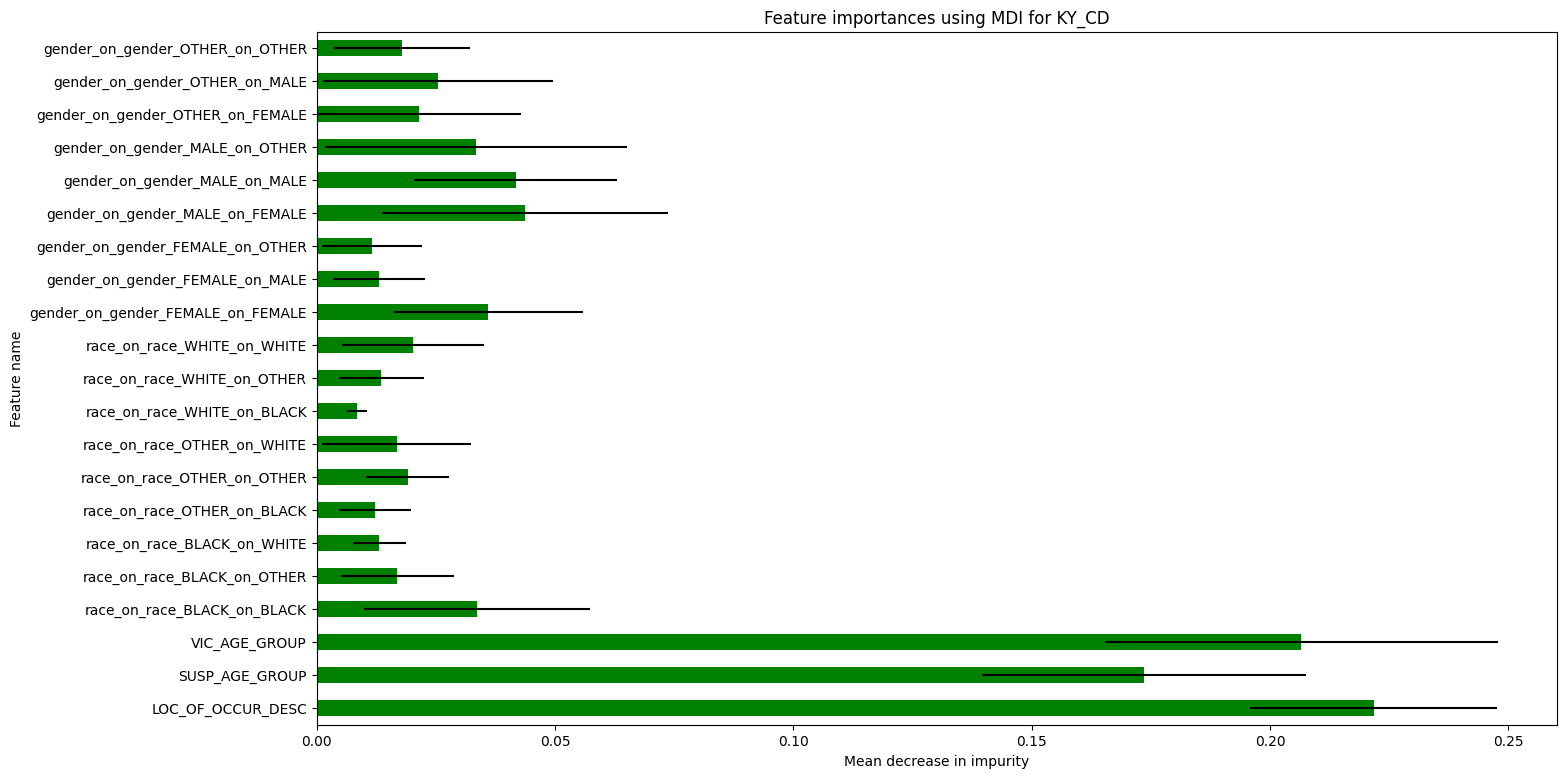 Feature importances using MDI for KY_CD
gender_on_gender_OTHER_on_OTHER
gender_on_gender_OTHER_on_MALE
gender_on_gender_OTHER_on_FEMALE
gender_on_gender_MALE_on_OTHER
gender_on_gender_MALE_on_MALE
gender_on_gender_MALE_on_FEMALE
gender_on_gender_FEMALE_on_OTHER
gender_on_gender_FEMALE_on_MALE
gender_on_gender_FEMALE_on_FEMALE
race_on_race_WHITE_on_WHITE
race_on_race_WHITE_on_OTHER
race_on_race_WHITE_on_BLACK
race_on_race_OTHER_on_WHITE
race_on_race_OTHER_on_OTHER
race_on_race_OTHER_on_BLACK
race_on_race_BLACK_on_WHITE
race_on_race_BLACK_on_OTHER
race_on_race_BLACK_on_BLACK
VIC_AGE_GROUP
SUSP_AGE_GROUP
LOC_OF_OCCUR_DESC
Feature name
0.00 0.05 0.10 0.15 0.20 0.25
Mean decrease in impurity